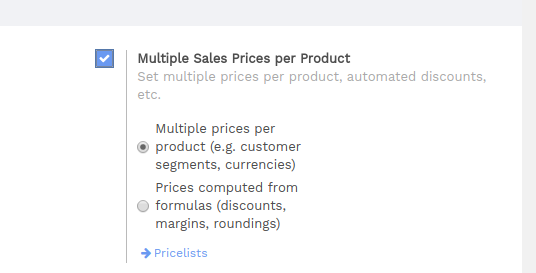 Multiple Sales Prices per Product
Set multiple prices per product, automated discounts,
etc.
Multiple prices per
product (e.g. customer
segments, currencies)
Prices computed from
formulas (discounts,
margins, roundings)
Pricelists